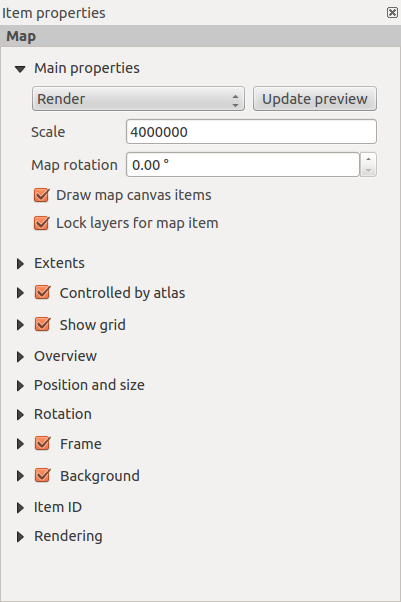 Item properties
Map
Main properties
Render Update preview
Scale 4000000
Map rotation 0.00 °
Draw map canvas items
Lock layers for map item
Extents
Controlled by atlas
Show grid
Overview
Position and size
Rotation
Frame
Background
Item ID
Rendering